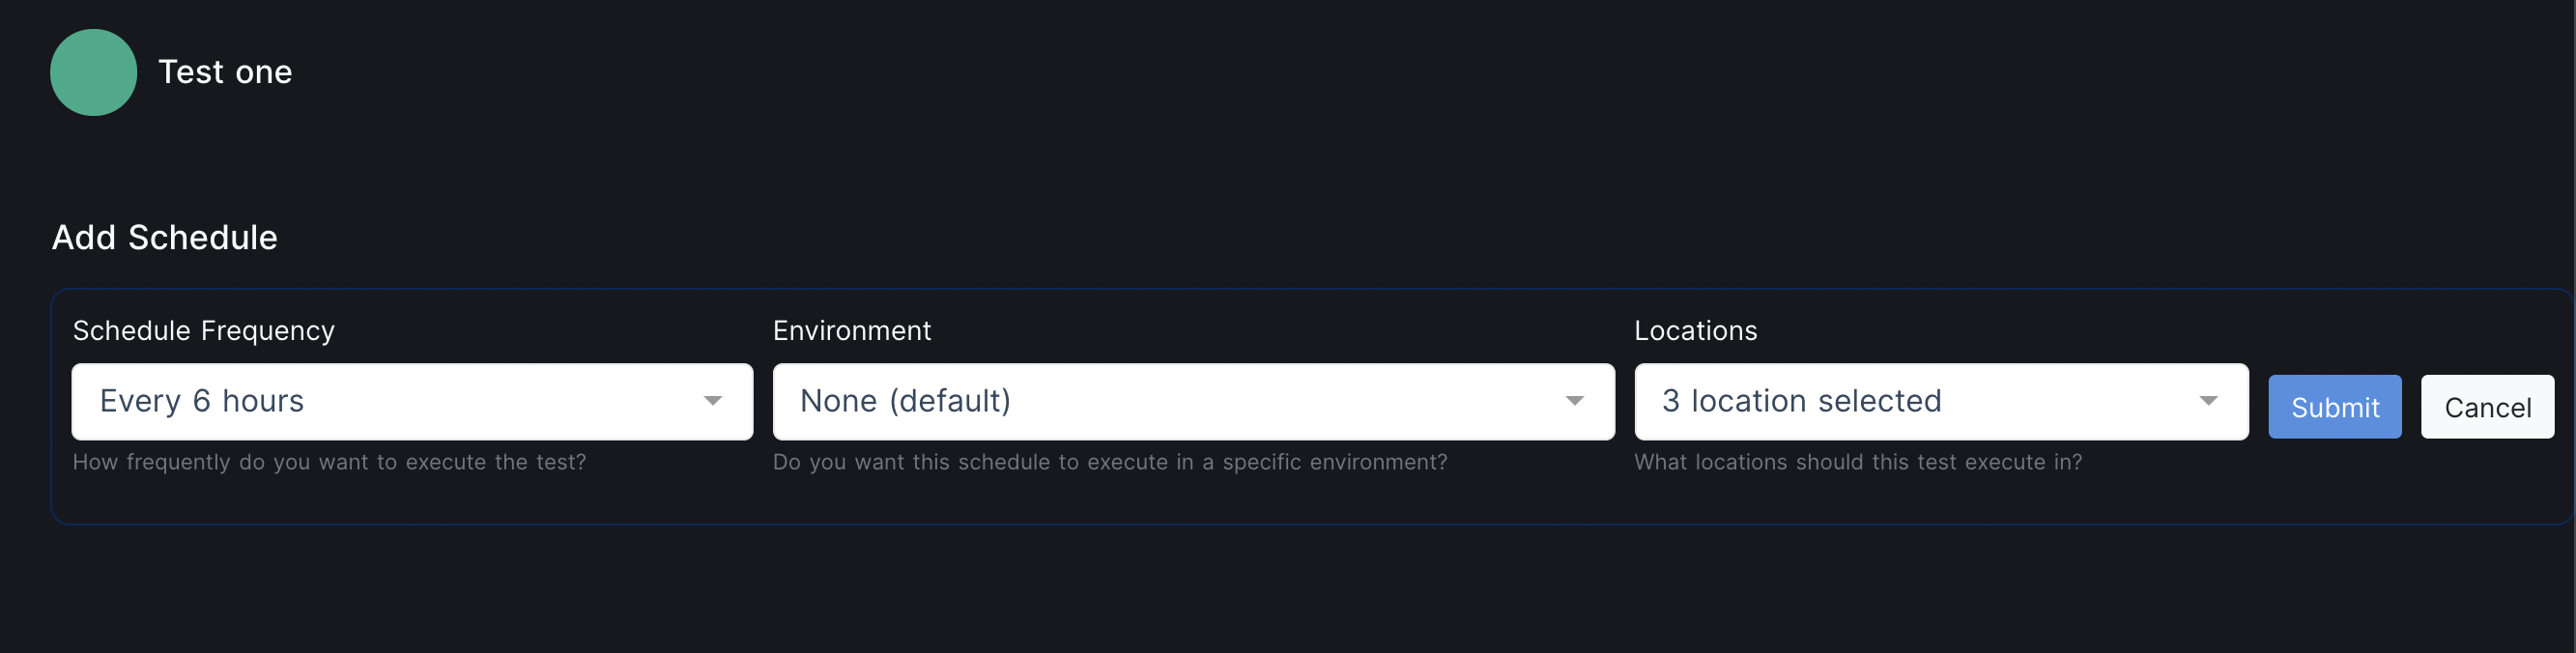 Test one
Add Schedule
Schedule Frequency
Every 6 hours
How frequently do you want to execute the test?
Environment
None (default)
Do you want this schedule to execute in a specific environment?
Locations
3 location selected
What locations should this test execute in?
Submit
Cancel